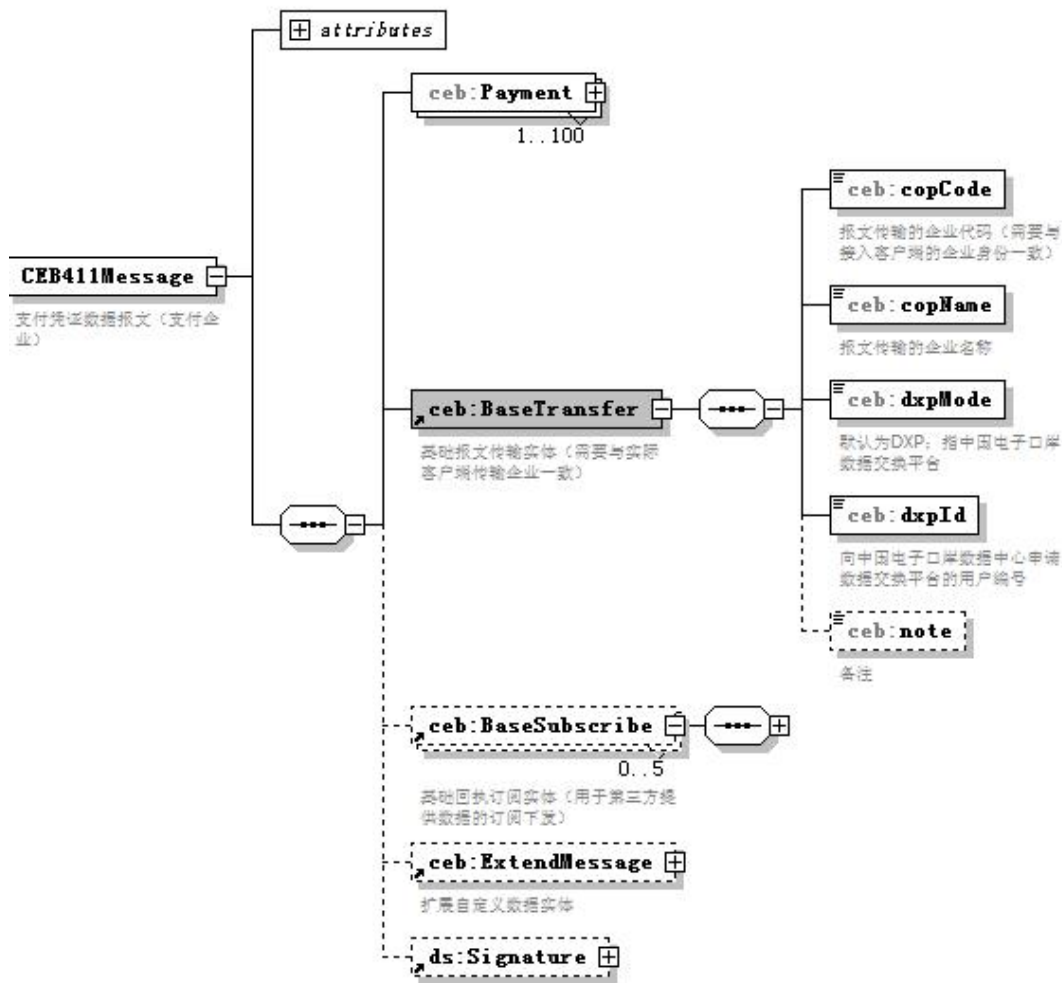 attributes
ceb:Payment
1..100
CEB411Message
支付凭证数据报文（支付企
业）
ceb:BaseTransfer
基础报文传输实体（需要与实际
客户端传输企业一致）
ceb:copCode
报文传输的企业代码（需要与
接入客户端的企业身份一致）
ceb:copName
报文传输的企业名称
ceb:dxpMode
默认为DXP；指中国电子口岸
数据交换平台
ceb:dxpId
向中国电子口岸数据中心申请
数据交换平台的用户编号
ceb:note
备注
ceb:BaseSubscribe
0..5
基础回执订阅实体（用于第三方提
供数据的订阅下发）
ceb:ExtendMessage
扩展自定义数据实体
ds:Signature